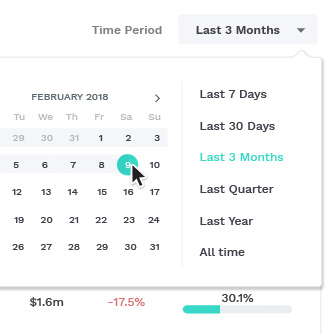 Time Period
Last 3 Months
FEBRUARY 2018
Tu We Th Fr Sa Su
29 30 31 1 2 3
5 6 7 8 9 10
12 13 14 15 16 17
19 20 21 22 23 24
26 27 28 29 30 31
Last 7 Days
Last 30 Days
Last 3 Months
Last Quarter
Last Year
All time
$1.6m -17.5% 30.1%